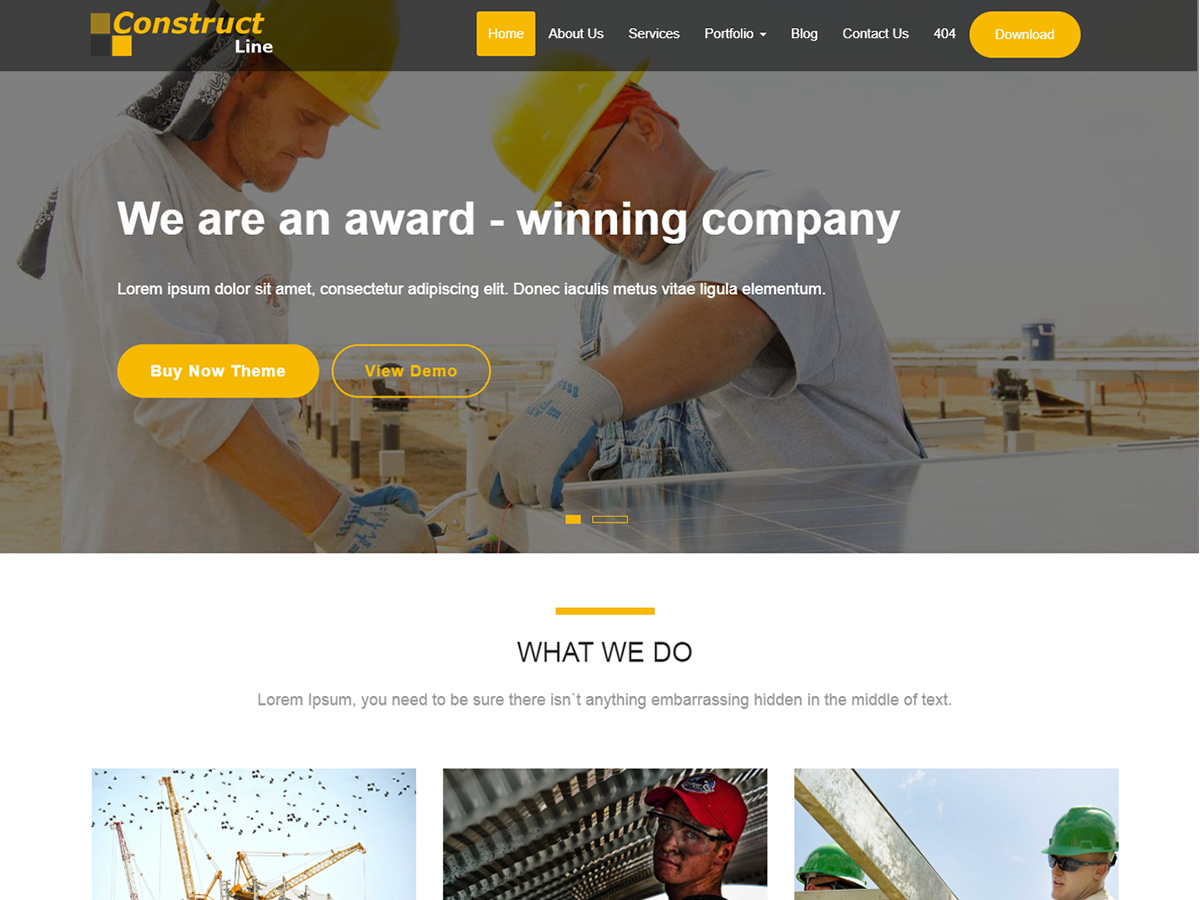 Construct
Line
Home About Us Services Portfolio Blog Contact Us 404 Download
We are an award - winning company
Lorem ipsum dolor sit amet, consectetur adipiscing elit. Donec iaculis metus vitae ligula elementum.
Buy Now Theme View Demo
WHAT WE DO
Lorem Ipsum, you need to be sure there isn`t anything embarrassing hidden in the middle of text.